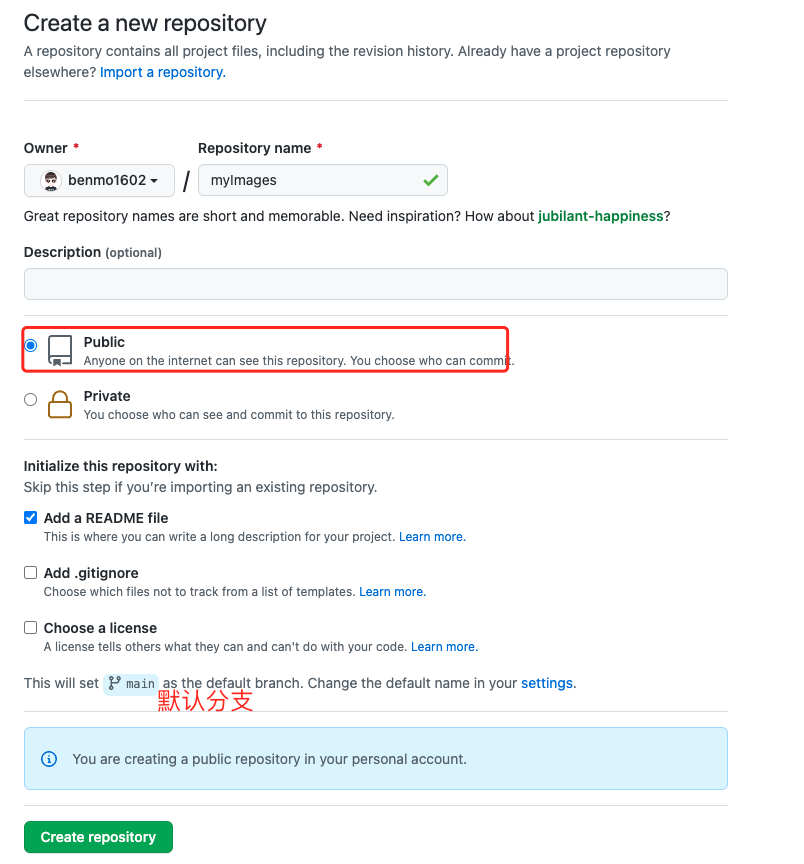 Create a new repository
A repository contains all project files, including the revision history. Already have a project repository
elsewhere? Import a repository.
Owner * Repository name *
benmo1602 / myImages
Great repository names are short and memorable. Need inspiration? How about jubilant-happiness?
Description (optional)
Public
Anyone on the internet can see this repository. You choose who can commit.
Private
You choose who can see and commit to this repository.
Initialize this repository with:
Skip this step if you’re importing an existing repository.
Add a README file
This is where you can write a long description for your project. Learn more.
Add .gitignore
Choose which files not to track from a list of templates. Learn more.
Choose a license
A license tells others what they can and can't do with your code. Learn more.
This will set main as the default branch. Change the default name in your settings.
默认分支
You are creating a public repository in your personal account.
Create repository